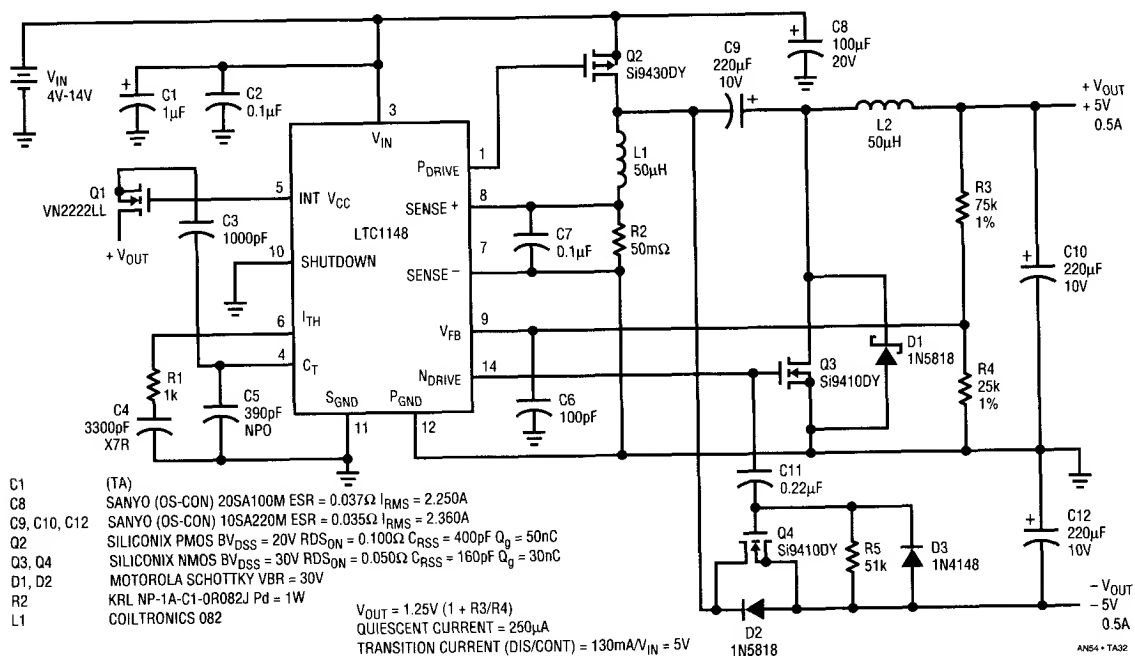 VIN
4V-14V
C1
1µF
C2
0.1µF
Q2
Si9430DY
C9
220µF
10V
C8
100µF
20V
+ VOUT
+ 5V
0.5A
L2
50µH
L1
50µH
3
VIN
1
PDRIVE
Q1
VN2222LL
+ VOUT
5
INT VCC
C3
1000pF
LTC1148
8
SENSE +
C7
0.1µF
R2
50mΩ
R3
75k
1%
10
SHUTDOWN
7
SENSE –
C10
220µF
10V
6
ITH
9
VFB
4
CT
14
NDRIVE
Q3
Si9410DY
D1
1N5818
R4
25k
1%
R1
1k
C4
3300pF
X7R
C5
390pF
NPO
SGND
11
PGND
12
C6
100pF
C11
0.22µF
Q4
Si9410DY
R5
51k
D3
1N4148
C12
220µF
10V
D2
1N5818
– VOUT
– 5V
0.5A
C1 (TA)
C8 SANYO (OS-CON) 20SA100M ESR = 0.037Ω IRMS = 2.250A
C9, C10, C12 SANYO (OS-CON) 10SA220M ESR = 0.035Ω IRMS = 2.360A
Q2 SILICONIX PMOS BVDSS = 20V RDSON = 0.100Ω CRSS = 400pF Qg = 50nC
Q3, Q4 SILICONIX NMOS BVDSS = 30V RDSON = 0.050Ω CRSS = 160pF Qg = 30nC
D1, D2 MOTOROLA SCHOTTKY VBR = 30V
R2 KRL NP-1A-C1-0R082J Pd = 1W
L1 COILTRONICS 082
VOUT = 1.25V (1 + R3/R4)
QUIESCENT CURRENT = 250µA
TRANSITION CURRENT (DIS/CONT) = 130mA/VIN = 5V
AN54 • TA32